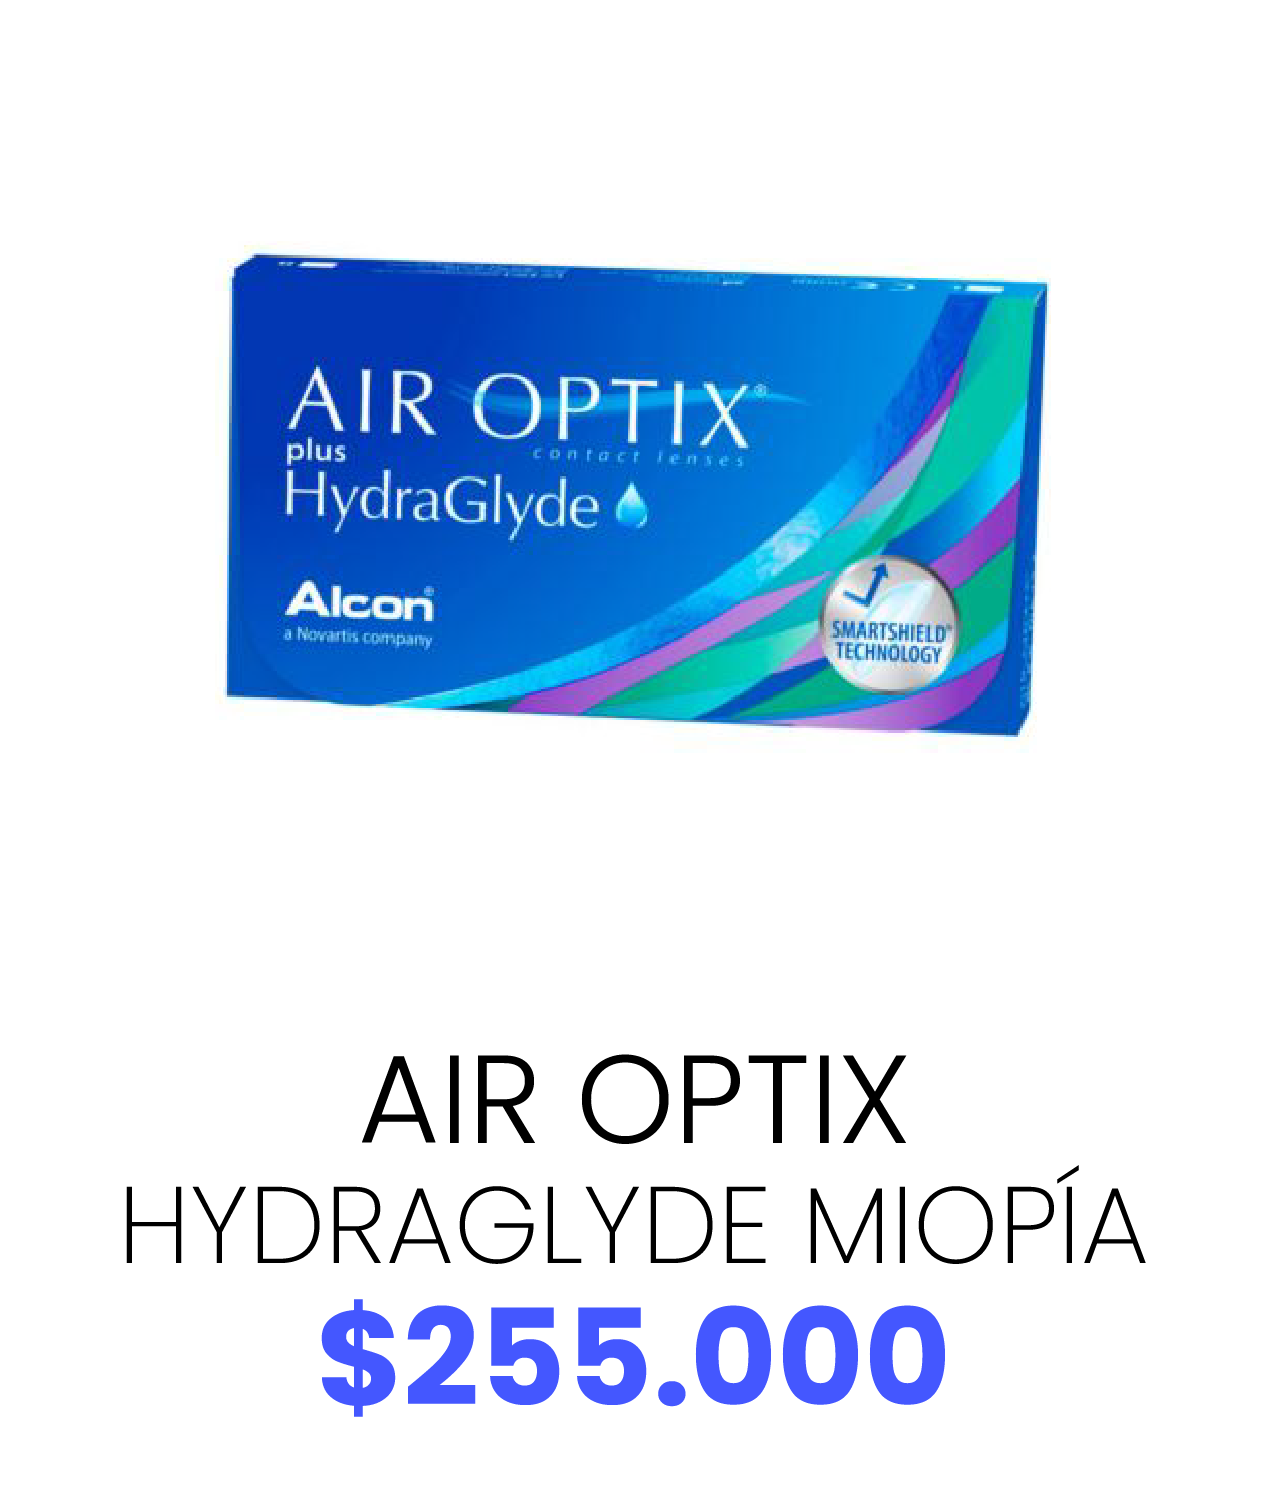 AIR OPTIX®
contact lenses
plus
HydraGlyde
Alcon®
a Novartis company
SMARTSHIELD®
TECHNOLOGY
AIR OPTIX
HYDRAGLYDE MIOPÍA
$255.000